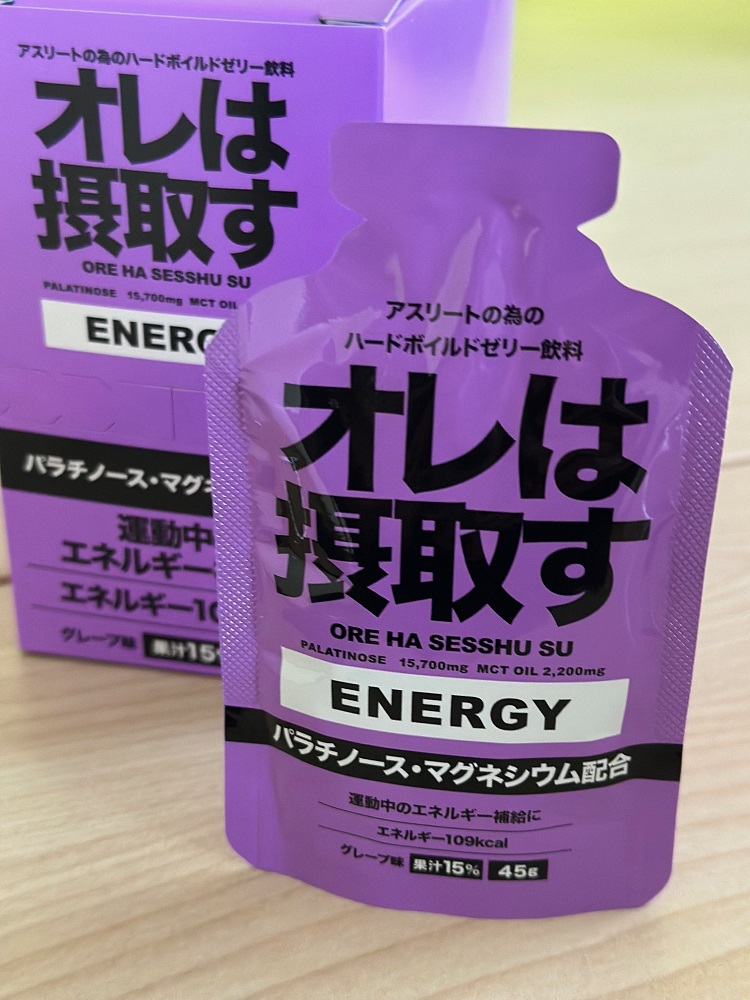 アスリートの為のハードボイルドゼリー飲料
オレは
摂取す
ORE HA SESSHU SU
PALATINOSE 15,700mg MCT OIL
ENERG
パラチノース・マグネ
運動中
エネルギー
エネルギー10
グレープ味 果汁15%
アスリートの為の
ハードボイルドゼリー飲料
オレは
摂取す
ORE HA SESSHU SU
PALATINOSE 15,700mg MCT OIL 2,200mg
ENERGY
パラチノース・マグネシウム配合
運動中のエネルギー補給に
エネルギー109kcal
グレープ味 果汁15% 45g